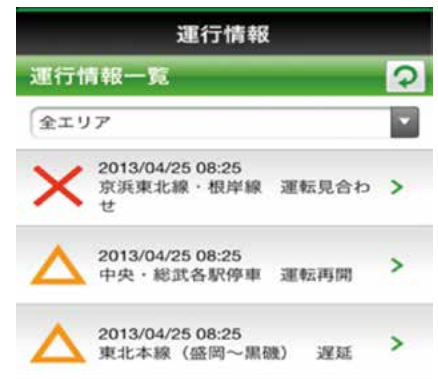 運行情報
運行情報一覧
全エリア
2013/04/25 08:25
京浜東北線・根岸線　運転見合わ
せ
2013/04/25 08:25
中央・総武各駅停車　運転再開
2013/04/25 08:25
東北本線（盛岡～黒磯）　遅延